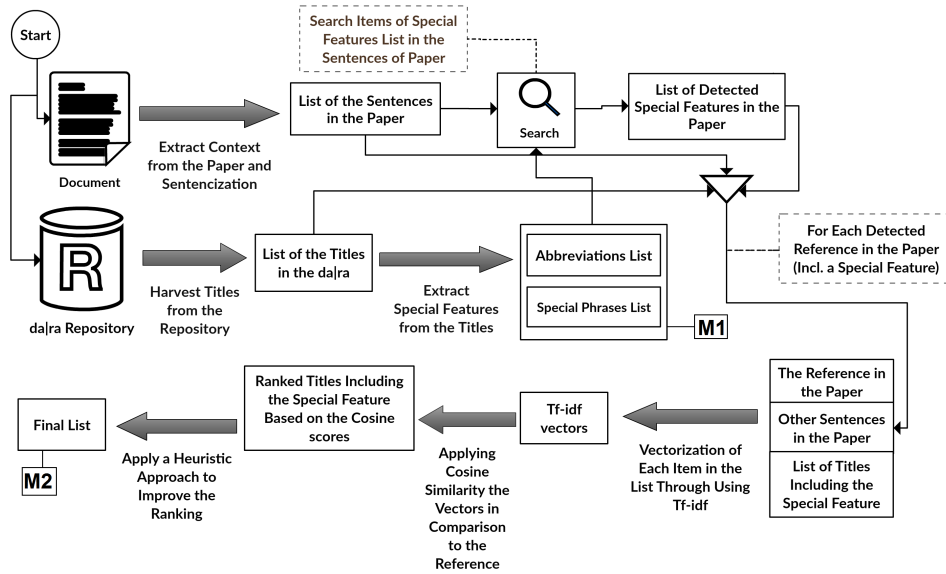 Start
Search Items of Special
Features List in the
Sentences of Paper
List of the Sentences
in the Paper
Search
List of Detected
Special Features in the
Paper
Extract Context
from the Paper and
Sentencization
Document
For Each Detected
Reference in the Paper
(Incl. a Special Feature)
R
da|ra Repository
Harvest Titles
from the
Repository
List of the Titles
in the da|ra
Extract
Special Features
from the Titles
Abbreviations List
Special Phrases List
M1
The Reference in
the Paper
Other Sentences
in the Paper
List of Titles
Including the
Special Feature
Vectorization of
Each Item in the
List Through Using
Tf-idf
Tf-idf
vectors
Applying
Cosine
Similarity the
Vectors in
Comparison
to the
Reference
Ranked Titles Including
the Special Feature
Based on the Cosine
scores
Apply a Heuristic
Approach to
Improve the
Ranking
Final List
M2